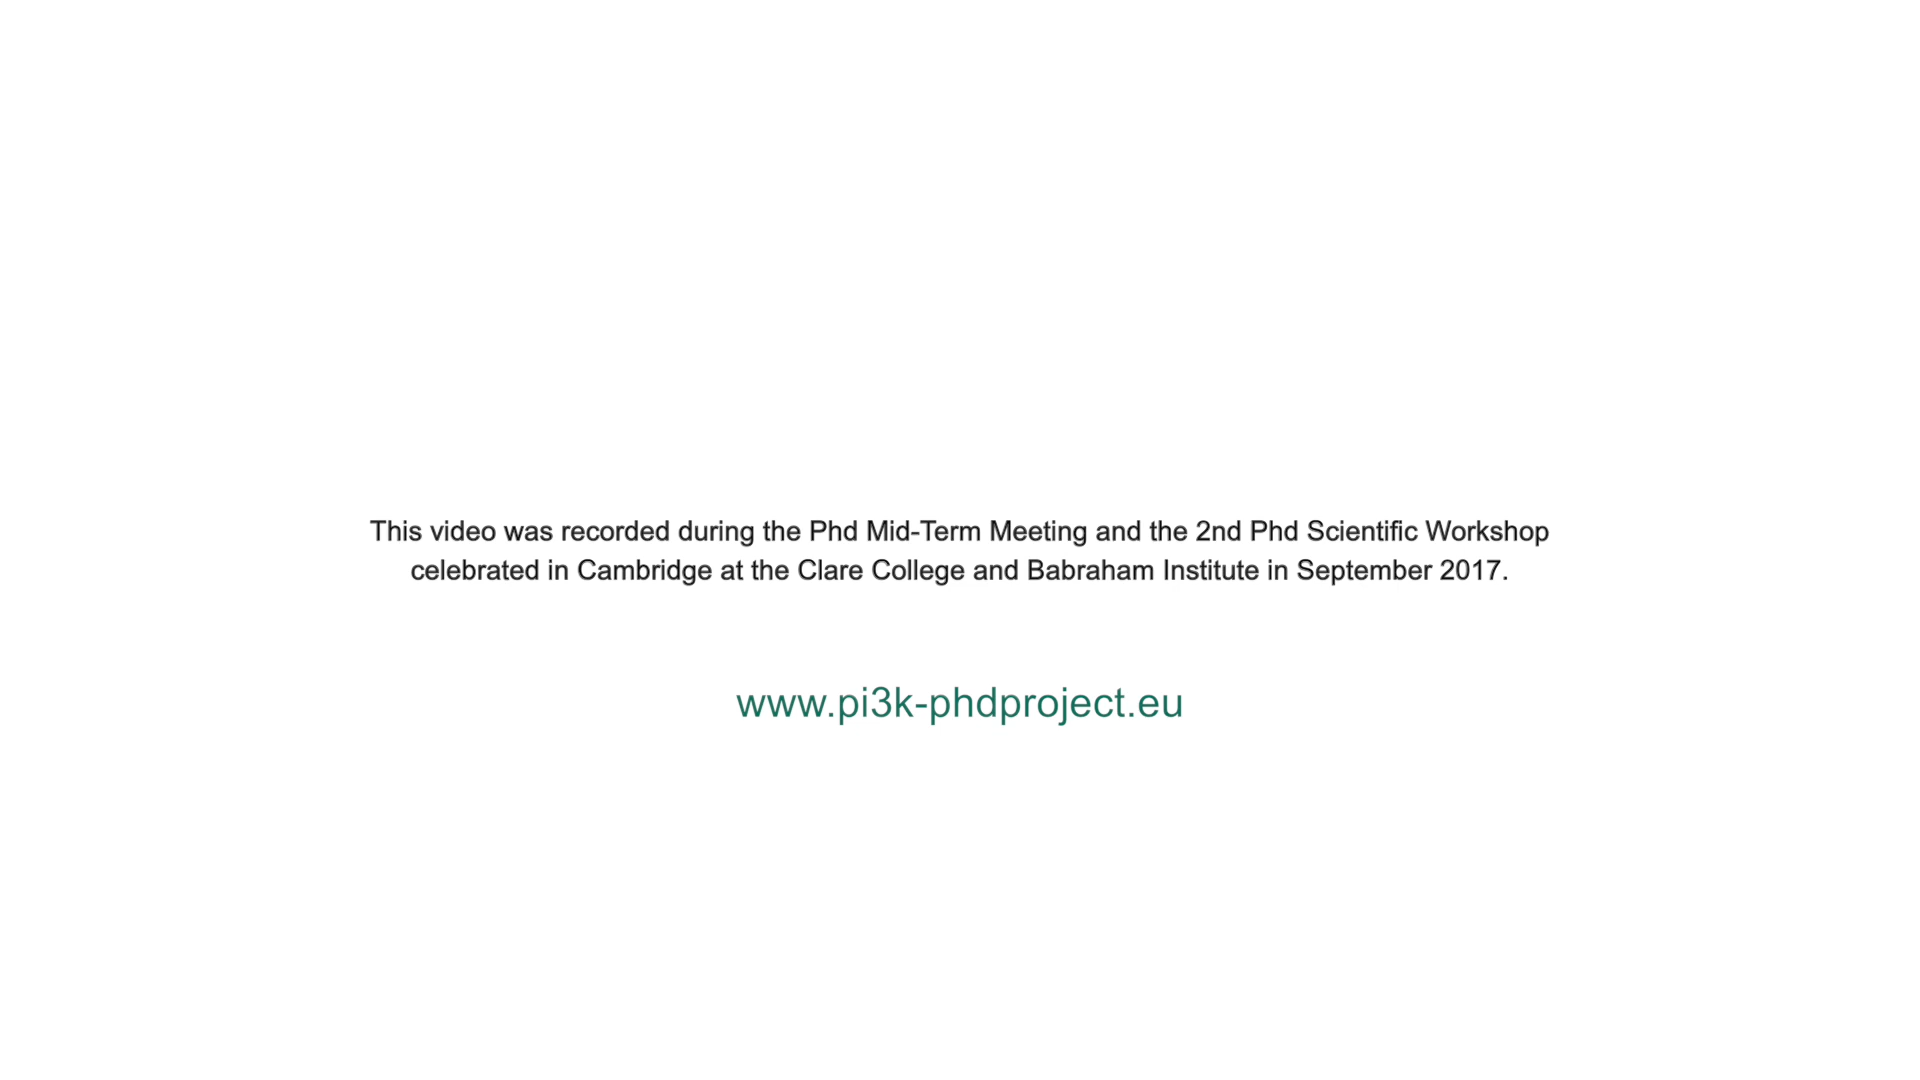 This video was recorded during the Phd Mid-Term Meeting and the 2nd Phd Scientific Workshop
celebrated in Cambridge at the Clare College and Babraham Institute in September 2017.
www.pi3k-phdproject.eu